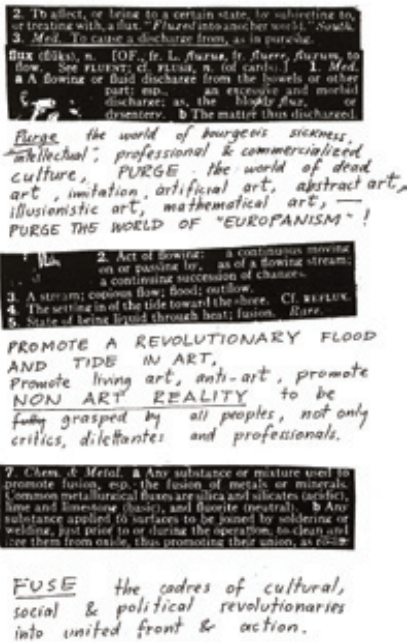 2. To affect, or bring to a certain state, by subjecting to,
or treating with, a flux. "Fluxed into another world." South.
3. Med. To cause a discharge from, as in purging.
flux (flŭks), n. [OF., fr. L. fluxus, fr. fluere, fluxum, to
flow. See FLUENT; cf. FLUSH, n. (of cards).] 1. Med.
a A flowing or fluid discharge from the bowels or other
part; esp., an excessive and morbid
discharge; as, the bloody flux, or
dysentery. b The matter thus discharged.
Purge the world of bourgeois sickness,
"intellectual", professional & commercialized
culture, PURGE the world of dead
art, imitation, artificial art, abstract art,
illusionistic art, mathematical art, —
PURGE THE WORLD OF "EUROPANISM"!
2. Act of flowing: a continuous moving
on or passing by, as of a flowing stream;
a continuing succession of changes.
3. A stream; copious flow; flood; outflow.
4. The setting in of the tide toward the shore. Cf. REFLUX.
5. State of being liquid through heat; fusion. Rare.
PROMOTE A REVOLUTIONARY FLOOD
AND TIDE IN ART,
Promote living art, anti-art, promote
NON ART REALITY to be
fully grasped by all peoples, not only
critics, dilettantes and professionals.
7. Chem. & Metal. a Any substance or mixture used to
promote fusion, esp. the fusion of metals or minerals.
Common metallurgical fluxes are silica and silicates (acidic),
lime and limestone (basic), and fluorite (neutral). b Any
substance applied to surfaces to be joined by soldering or
welding, just prior to or during the operation, to clean and
free them from oxide, thus promoting their union, as rosin.
FUSE the cadres of cultural,
social & political revolutionaries
into united front & action.